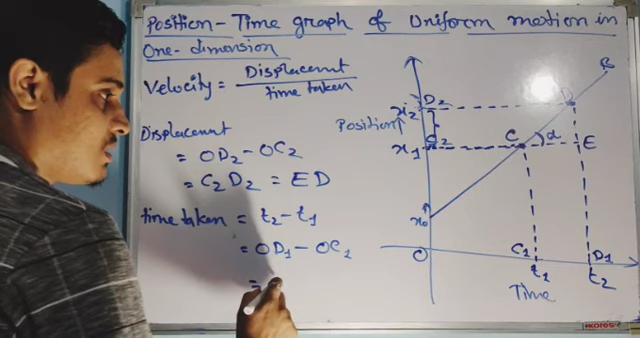 Position-Time graph of Uniform motion in
One-dimension
Velocity = Displacement / time taken
Displacement
= OD₂ - OC₂
= C₂D₂ = ED
time taken = t₂ - t₁
= OD₁ - OC₁
=
B
x₂ D₂ D
Position
x₁ C₂ C α E
x₀
O C₁ D₁
t₁ t₂
Time